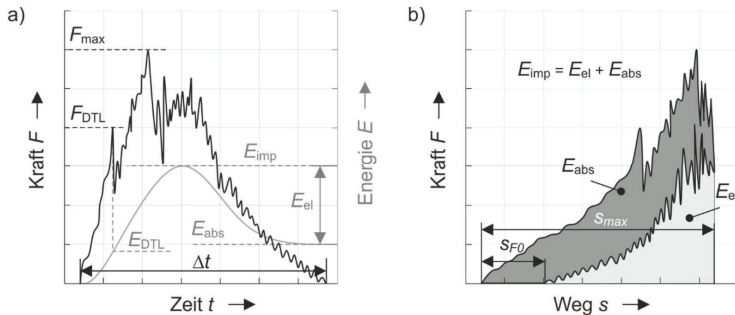 a)
F_max
F_DTL
Kraft F
E_imp
E_el
E_abs
E_DTL
Δt
Zeit t
Energie E
b)
E_imp = E_el + E_abs
E_abs
E_e
s_max
s_F0
Kraft F
Weg s